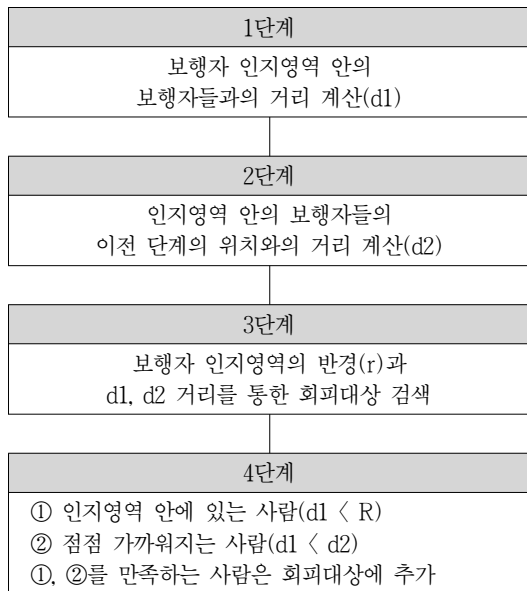 1단계
보행자 인지영역 안의
보행자들과의 거리 계산(d1)
2단계
인지영역 안의 보행자들의
이전 단계의 위치와의 거리 계산(d2)
3단계
보행자 인지영역의 반경(r)과
d1, d2 거리를 통한 회피대상 검색
4단계
① 인지영역 안에 있는 사람(d1 < R)
② 점점 가까워지는 사람(d1 < d2)
①, ②를 만족하는 사람은 회피대상에 추가